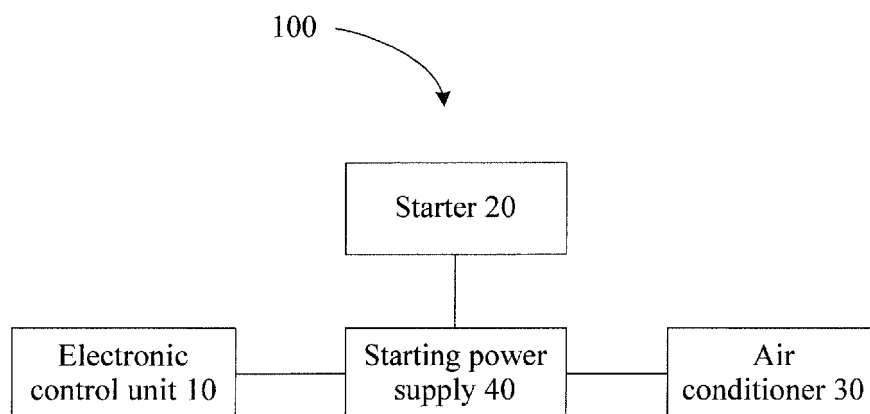 100
Starter 20
Electronic
control unit 10
Starting power
supply 40
Air
conditioner 30